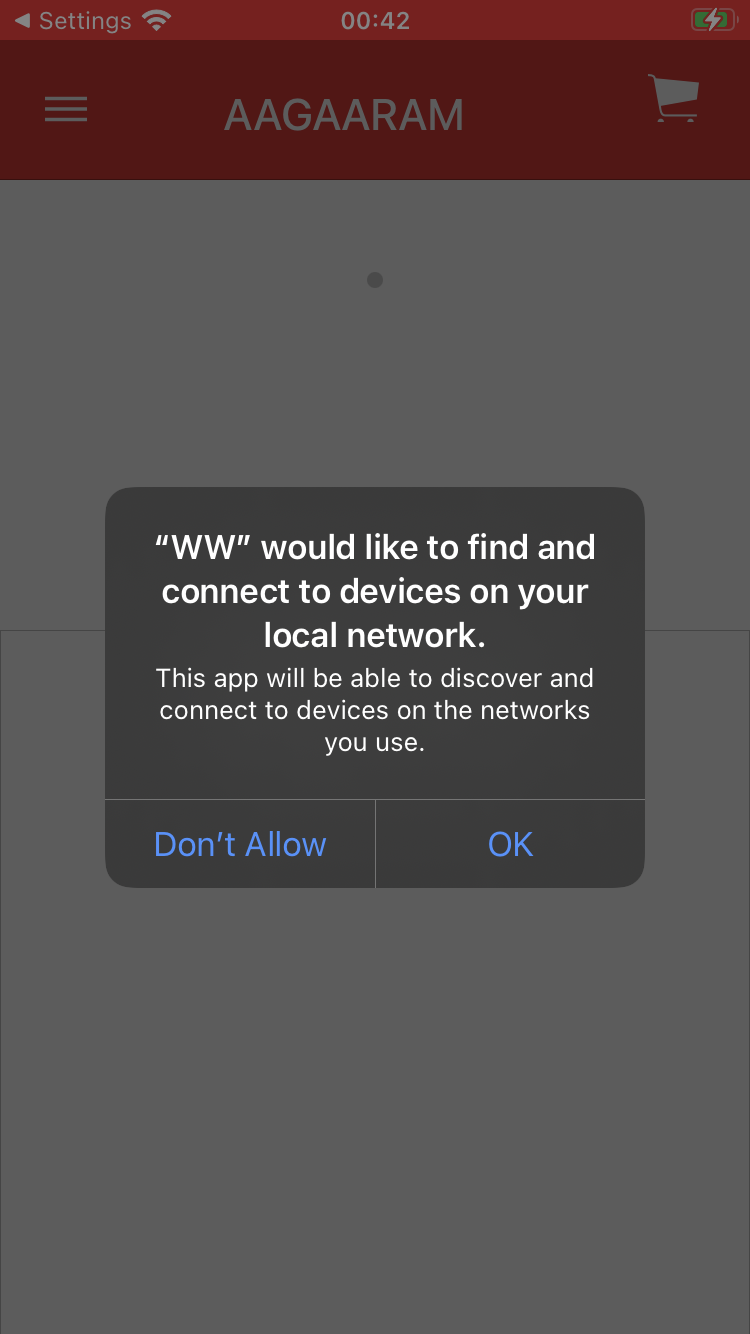 Settings
00:42
AAGAARAM
“WW” would like to find and
connect to devices on your
local network.
This app will be able to discover and
connect to devices on the networks
you use.
Don’t Allow
OK